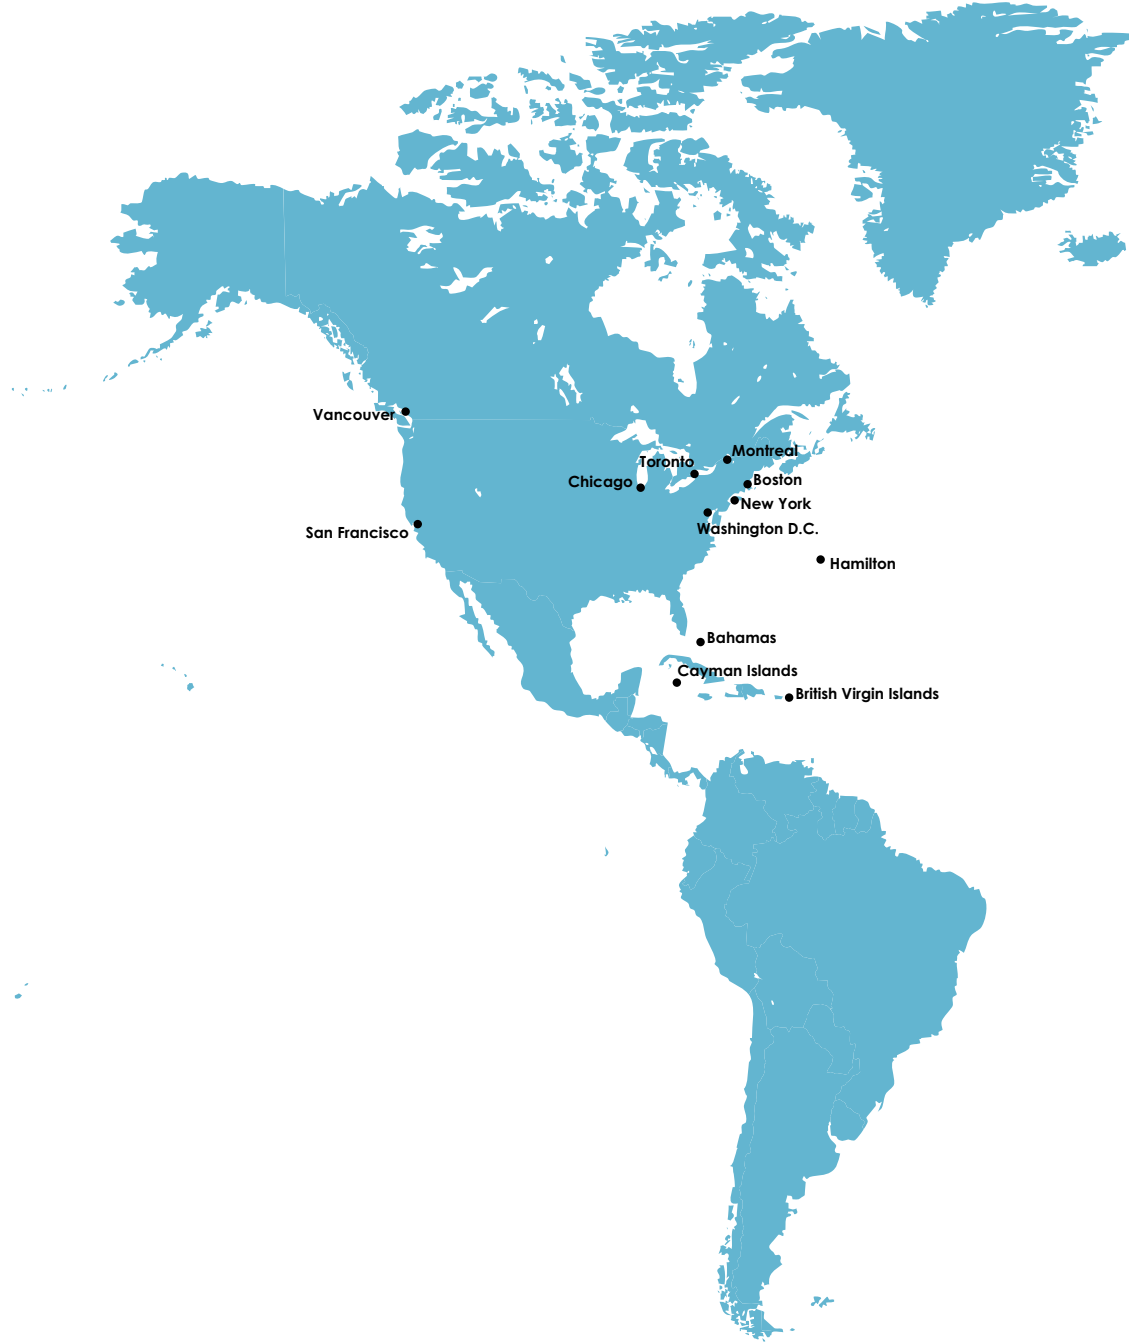 Vancouver
Montreal
Toronto
Boston
Chicago
New York
Washington D.C.
San Francisco
Hamilton
Bahamas
Cayman Islands
British Virgin Islands